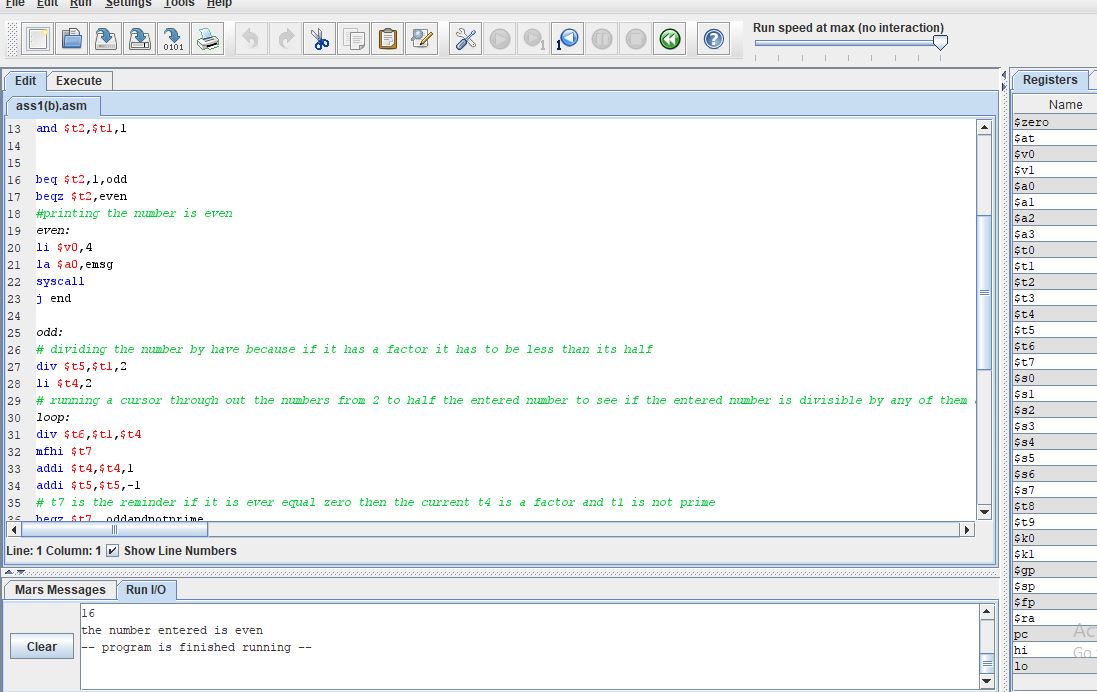 File Edit Run Settings Tools Help
Run speed at max (no interaction)
0101
1
1
Edit Execute
Registers
ass1(b).asm
Name
13 and $t2,$t1,1
14
15
16 beq $t2,1,odd
17 beqz $t2,even
18 #printing the number is even
19 even:
20 li $v0,4
21 la $a0,emsg
22 syscall
23 j end
24
25 odd:
26 # dividing the number by have because if it has a factor it has to be less than its half
27 div $t5,$t1,2
28 li $t4,2
29 # running a cursor through out the numbers from 2 to half the entered number to see if the entered number is divisible by any of them
30 loop:
31 div $t6,$t1,$t4
32 mfhi $t7
33 addi $t4,$t4,1
34 addi $t5,$t5,-1
35 # t7 is the reminder if it is ever equal zero then the current t4 is a factor and t1 is not prime
36 beqz $t7, oddandnotprime
$zero
$at
$v0
$v1
$a0
$a1
$a2
$a3
$t0
$t1
$t2
$t3
$t4
$t5
$t6
$t7
$s0
$s1
$s2
$s3
$s4
$s5
$s6
$s7
$t8
$t9
$k0
$k1
$gp
$sp
$fp
$ra
pc
hi
lo
Line: 1 Column: 1 Show Line Numbers
Mars Messages Run I/O
Clear
16
the number entered is even
-- program is finished running --
Go